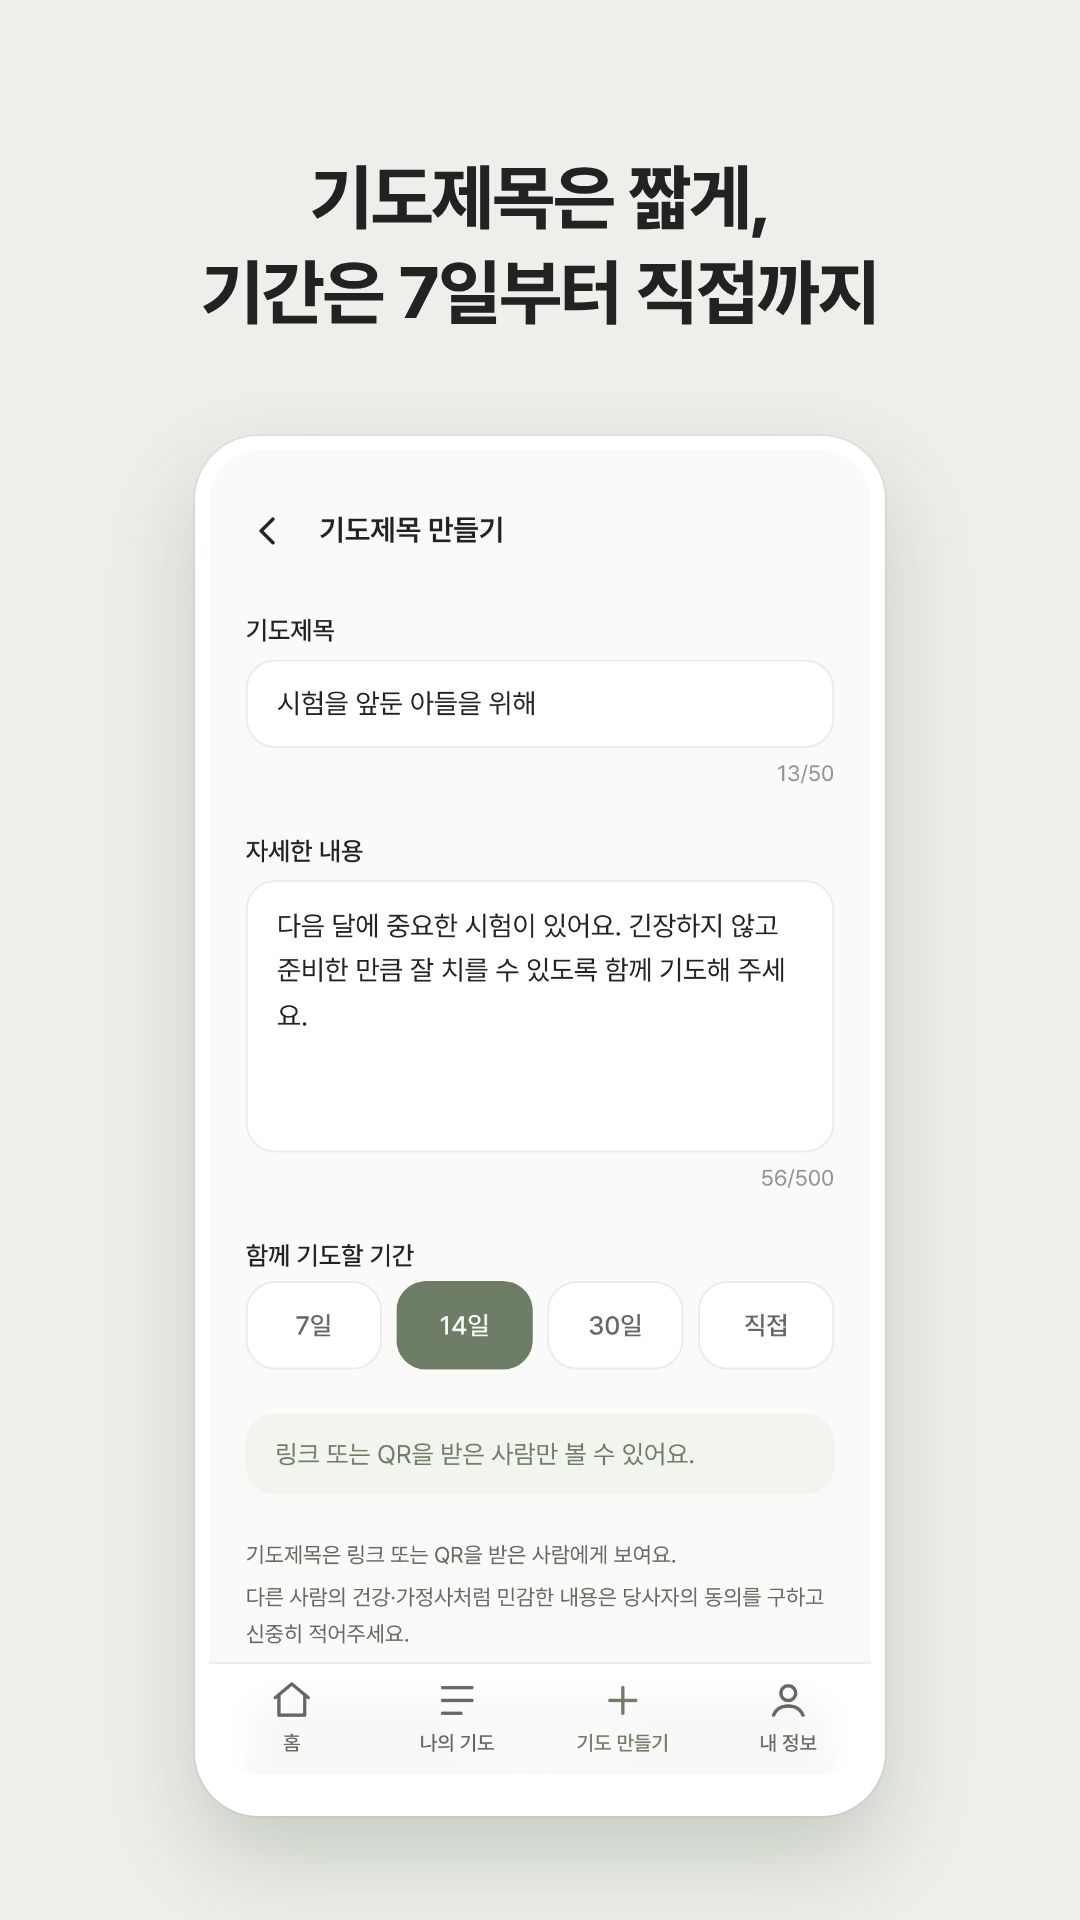 기도제목은 짧게,
기간은 7일부터 직접까지
기도제목 만들기
기도제목
시험을 앞둔 아들을 위해
13/50
자세한 내용
다음 달에 중요한 시험이 있어요. 긴장하지 않고
준비한 만큼 잘 치를 수 있도록 함께 기도해 주세
요.
56/500
함께 기도할 기간
7일 14일 30일 직접
링크 또는 QR을 받은 사람만 볼 수 있어요.
기도제목은 링크 또는 QR을 받은 사람에게 보여요.
다른 사람의 건강·가정사처럼 민감한 내용은 당사자의 동의를 구하고
신중히 적어주세요.
홈 나의 기도 기도 만들기 내 정보